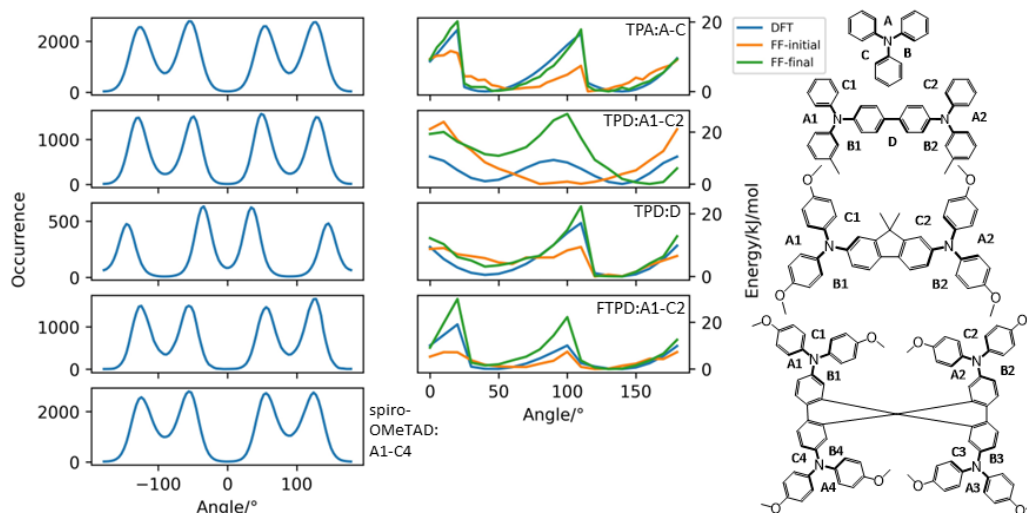 TPA:A-C
20
10
0
DFT
FF-initial
FF-final
2000
0
TPD:A1-C2
20
0
1000
0
TPD:D
20
0
500
0
FTPD:A1-C2
20
0
1000
0
0 50 100 150
Angle/°
2000
0
−100 0 100
Angle/°
Occurrence
Energy/kJ/mol
spiro-
OMeTAD:
A1-C4
A
N
C B
C1 C2
A1 N N A2
B1 D B2
O O
C1 C2
A1 N N A2
B1 B2
O O
O C1 C2 O
A1 N O O N B2
B1 A2
C4 B4 C3 B3
N O O N
A4 A3
O O